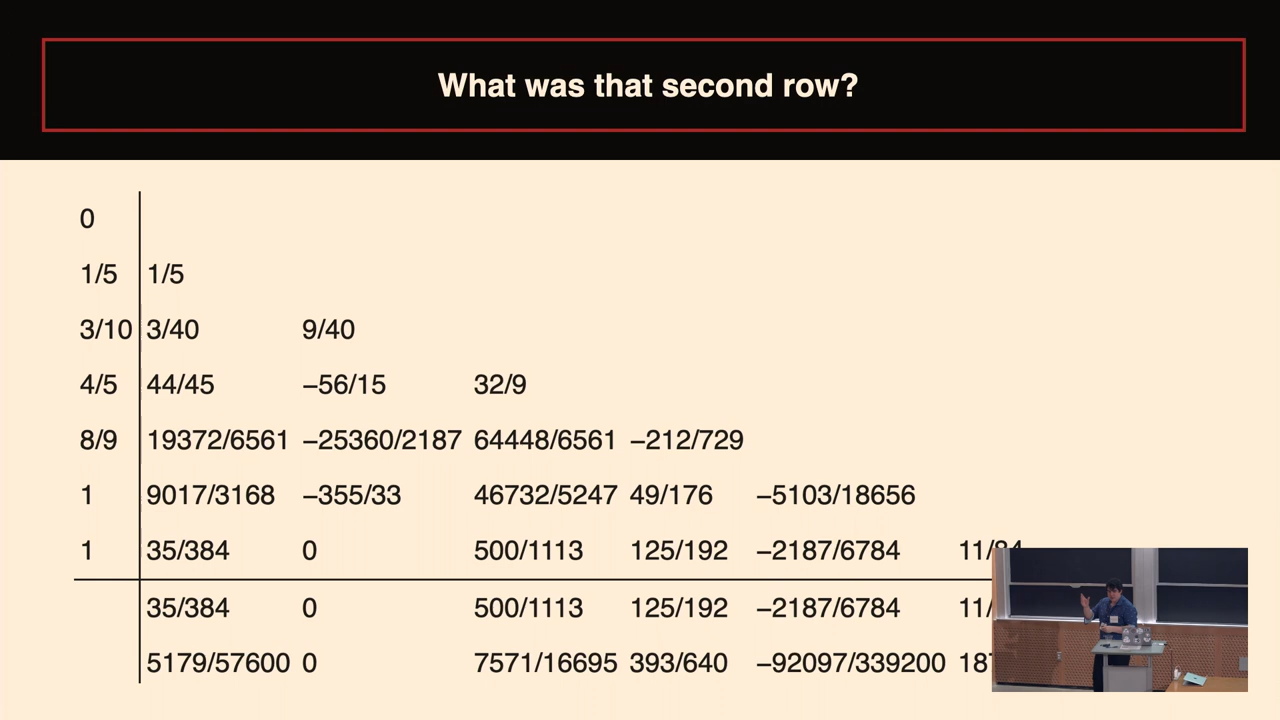 What was that second row?
0
1/5 1/5
3/10 3/40 9/40
4/5 44/45 −56/15 32/9
8/9 19372/6561 −25360/2187 64448/6561 −212/729
1 9017/3168 −355/33 46732/5247 49/176 −5103/18656
1 35/384 0 500/1113 125/192 −2187/6784 11/84
35/384 0 500/1113 125/192 −2187/6784 11/
5179/57600 0 7571/16695 393/640 −92097/339200